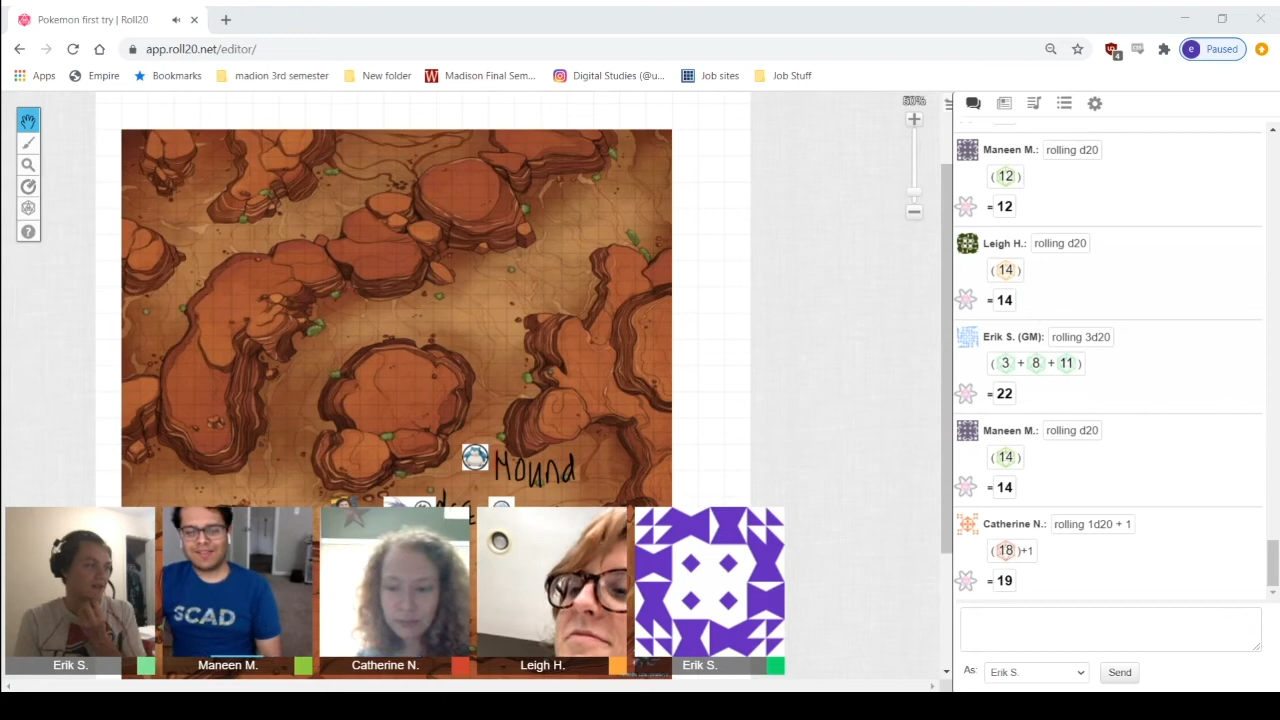 Pokemon first try | Roll20
app.roll20.net/editor/
4
e Paused
Apps Empire Bookmarks madion 3rd semester New folder Madison Final Sem... Digital Studies (@u... Job sites Job Stuff
60%
Maneen M.: rolling d20
(12)
= 12
Leigh H.: rolling d20
(14)
= 14
Erik S. (GM): rolling 3d20
(3 + 8 + 11)
= 22
Maneen M.: rolling d20
(14)
= 14
Catherine N.: rolling 1d20 + 1
(18)+1
= 19
Mound
SCAD
Erik S. Maneen M. Catherine N. Leigh H. Erik S.
As: Erik S. Send